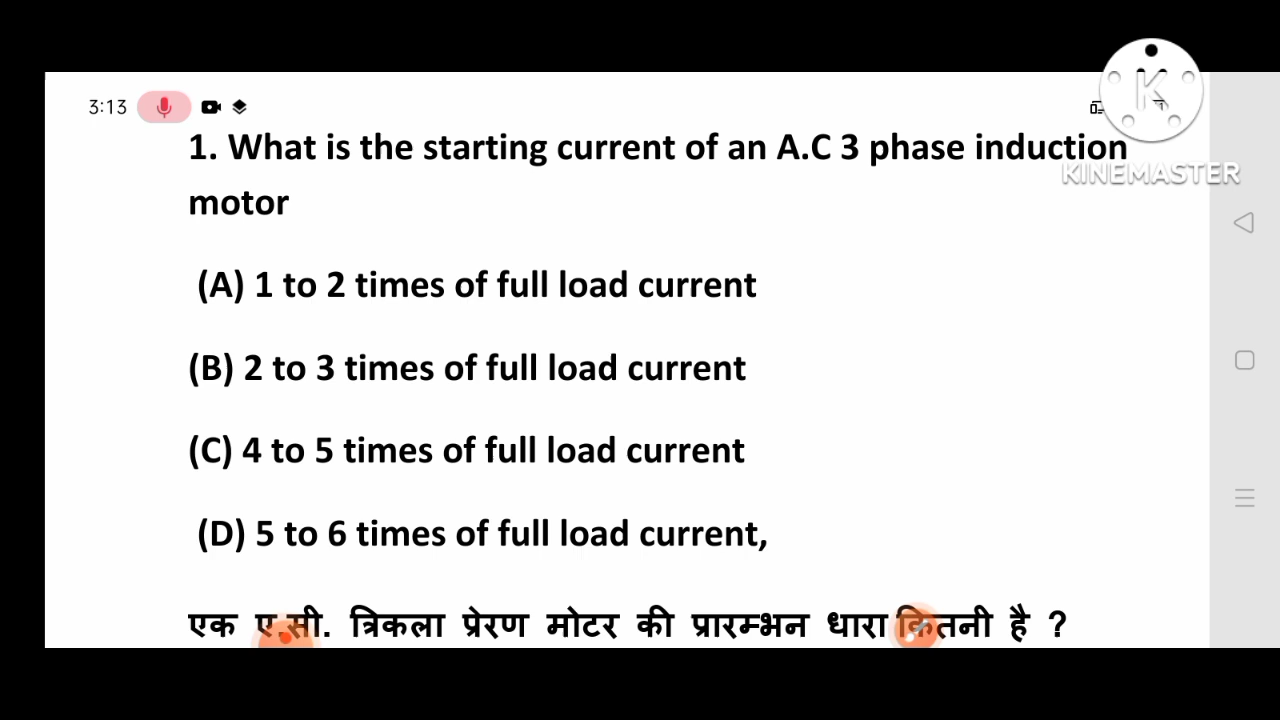 3:13
1. What is the starting current of an A.C 3 phase induction
motor
(A) 1 to 2 times of full load current
(B) 2 to 3 times of full load current
(C) 4 to 5 times of full load current
(D) 5 to 6 times of full load current,
एक ए.सी. त्रिकला प्रेरण मोटर की प्रारम्भन धारा कितनी है ?
K
KINEMASTER